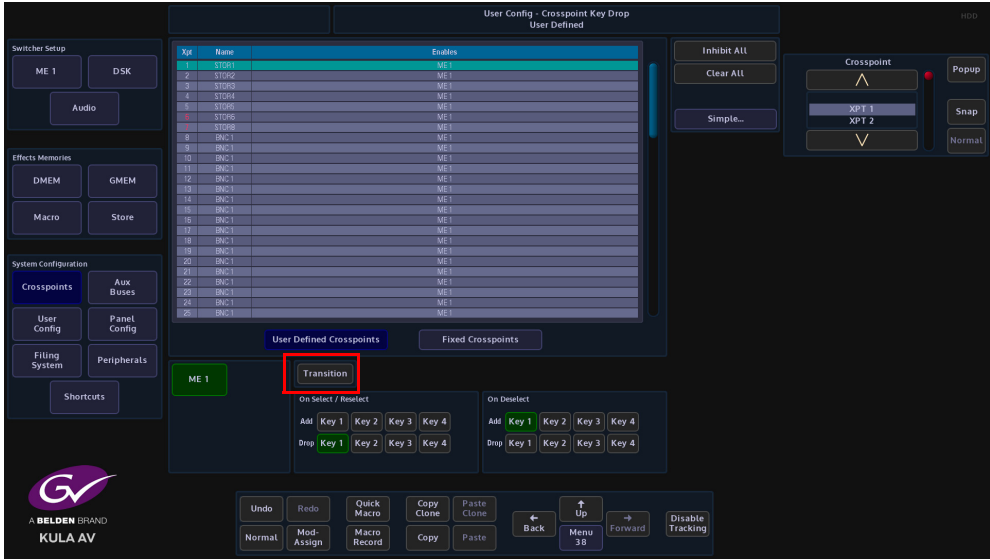 User Config - Crosspoint Key Drop
User Defined
HDD
Switcher Setup
ME 1
DSK
Audio
Effects Memories
DMEM
GMEM
Macro
Store
System Configuration
Crosspoints
Aux
Buses
User
Config
Panel
Config
Filing
System
Peripherals
Shortcuts
Xpt Name Enables
1 STOR1 ME 1
2 STOR2 ME 1
3 STOR3 ME 1
4 STOR4 ME 1
5 STOR5 ME 1
STOR6 ME 1
STOR8 ME 1
8 BNC 1 ME 1
9 BNC 1 ME 1
10 BNC 1 ME 1
11 BNC 1 ME 1
12 BNC 1 ME 1
13 BNC 1 ME 1
14 BNC 1 ME 1
15 BNC 1 ME 1
16 BNC 1 ME 1
17 BNC 1 ME 1
18 BNC 1 ME 1
19 BNC 1 ME 1
20 BNC 1 ME 1
21 BNC 1 ME 1
22 BNC 1 ME 1
23 BNC 1 ME 1
24 BNC 1 ME 1
25 BNC 1 ME 1
User Defined Crosspoints
Fixed Crosspoints
Inhibit All
Clear All
Simple...
Crosspoint
XPT 1
XPT 2
Popup
Snap
Normal
ME 1
Transition
On Select / Reselect
Add Key 1 Key 2 Key 3 Key 4
Drop Key 1 Key 2 Key 3 Key 4
On Deselect
Add Key 1 Key 2 Key 3 Key 4
Drop Key 1 Key 2 Key 3 Key 4
GV
A BELDEN BRAND
KULA AV
Undo
Redo
Quick
Macro
Copy
Clone
Paste
Clone
Normal
Mod-
Assign
Macro
Record
Copy
Paste
Back
Up
Menu
38
Forward
Disable
Tracking